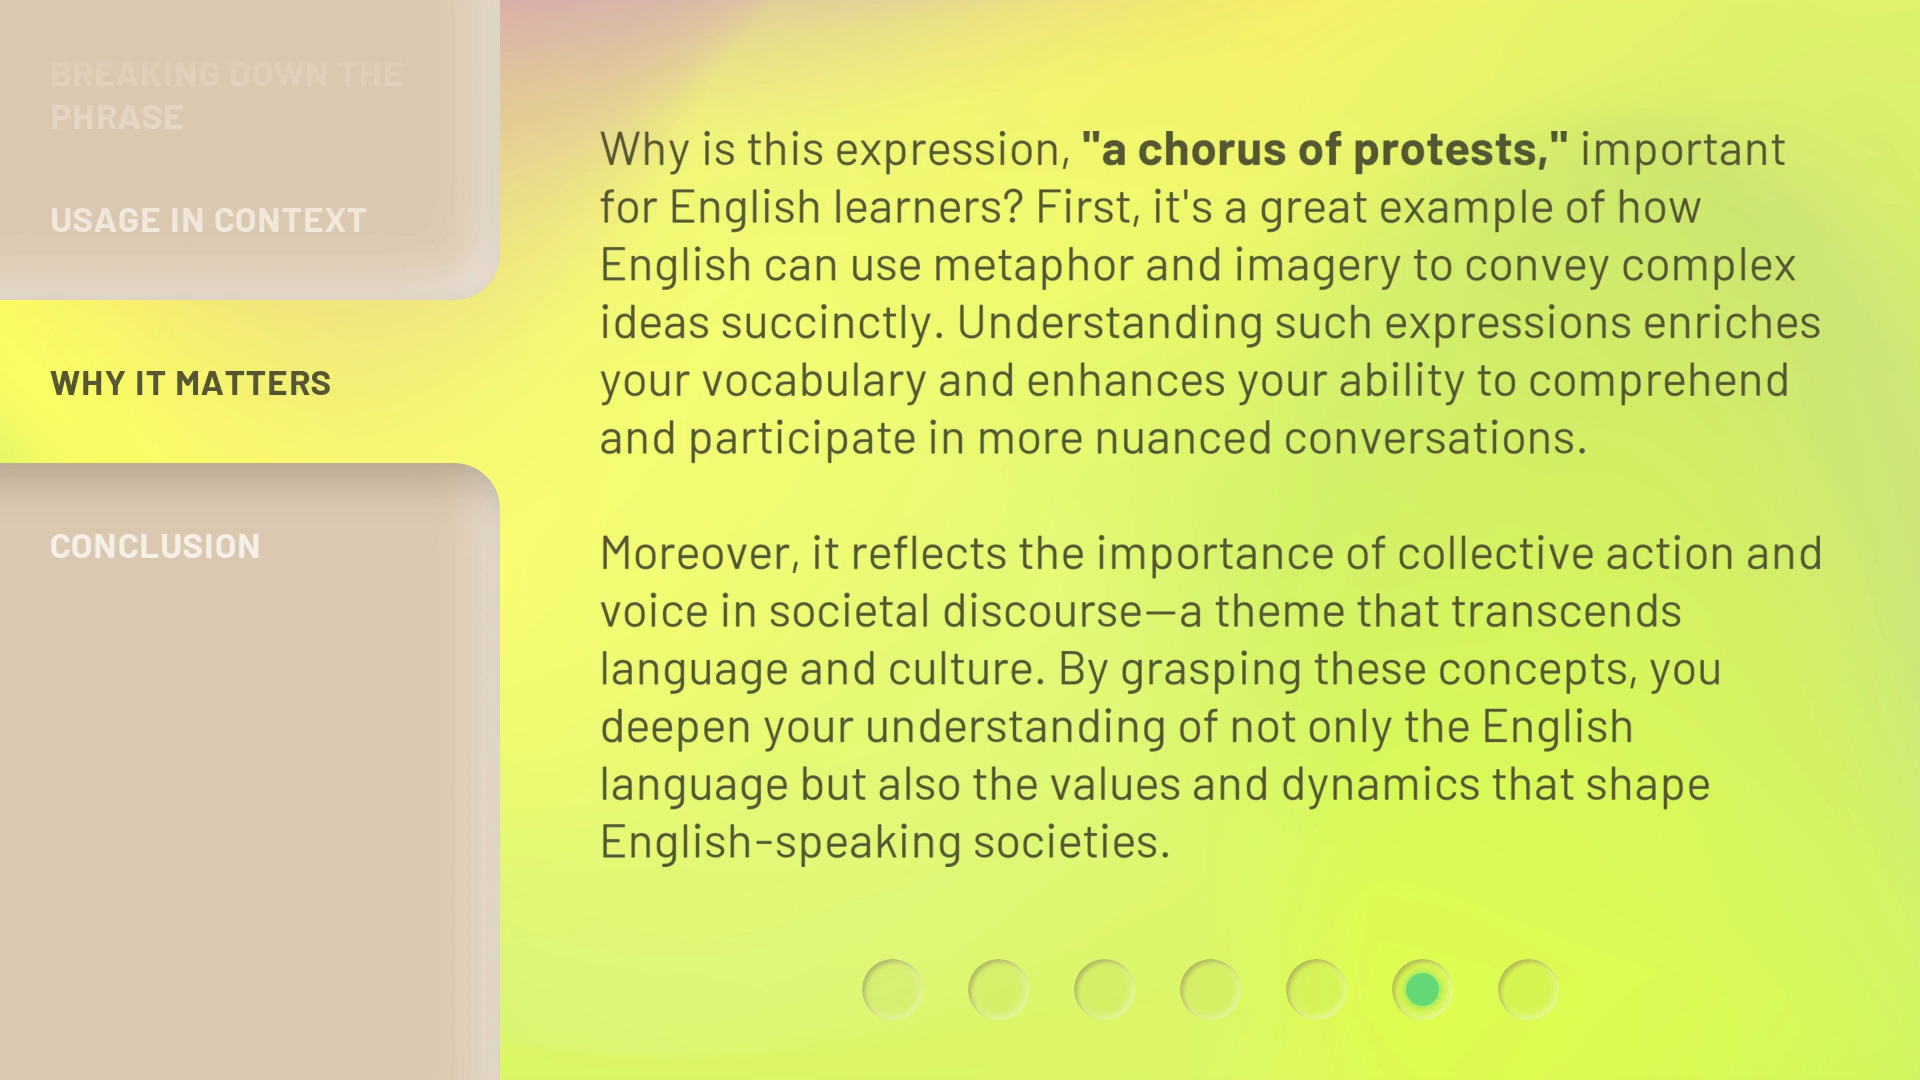 BREAKING DOWN THE
PHRASE
USAGE IN CONTEXT
WHY IT MATTERS
CONCLUSION
Why is this expression, "a chorus of protests," important
for English learners? First, it's a great example of how
English can use metaphor and imagery to convey complex
ideas succinctly. Understanding such expressions enriches
your vocabulary and enhances your ability to comprehend
and participate in more nuanced conversations.
Moreover, it reflects the importance of collective action and
voice in societal discourse—a theme that transcends
language and culture. By grasping these concepts, you
deepen your understanding of not only the English
language but also the values and dynamics that shape
English-speaking societies.